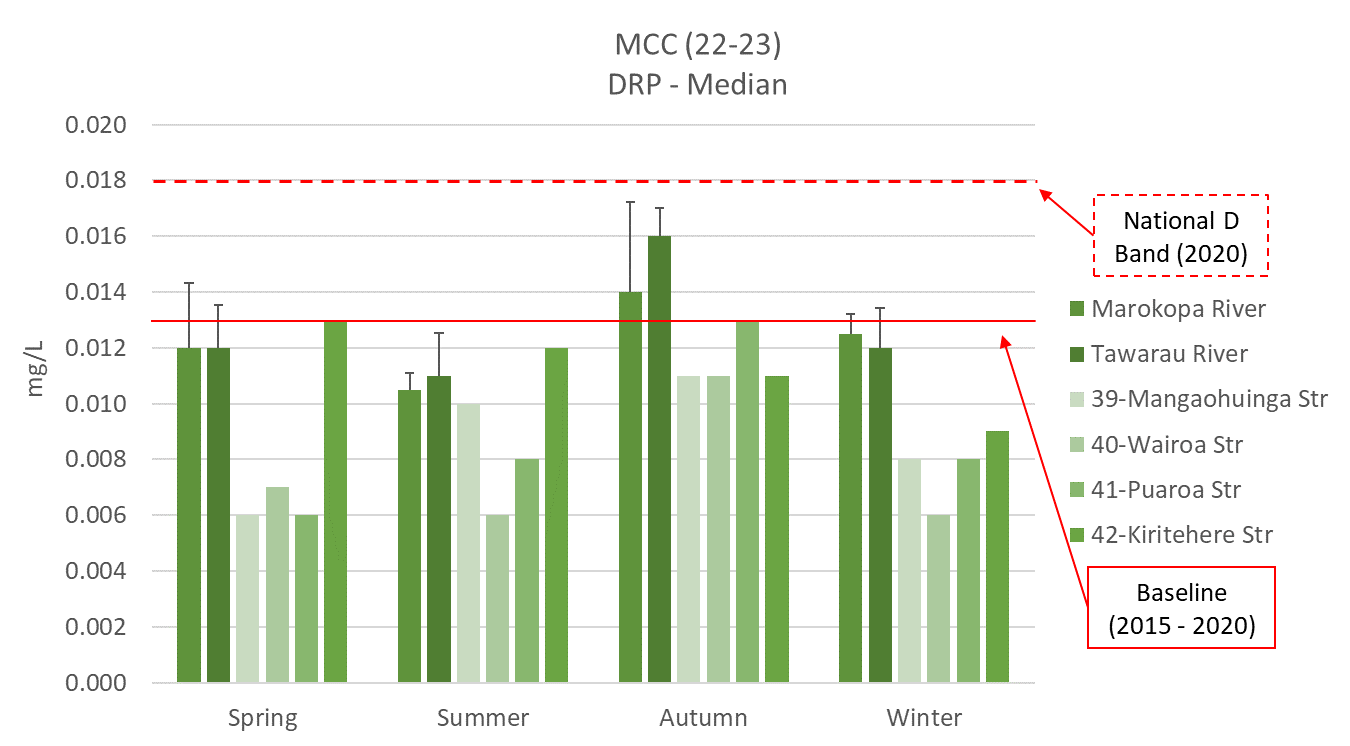 MCC (22-23)
DRP - Median
0.020
0.018
0.016
0.014
0.012
0.010
0.008
0.006
0.004
0.002
0.000
mg/L
Spring
Summer
Autumn
Winter
National D
Band (2020)
Marokopa River
Tawarau River
39-Mangaohuinga Str
40-Wairoa Str
41-Puaroa Str
42-Kiritehere Str
Baseline
(2015 - 2020)